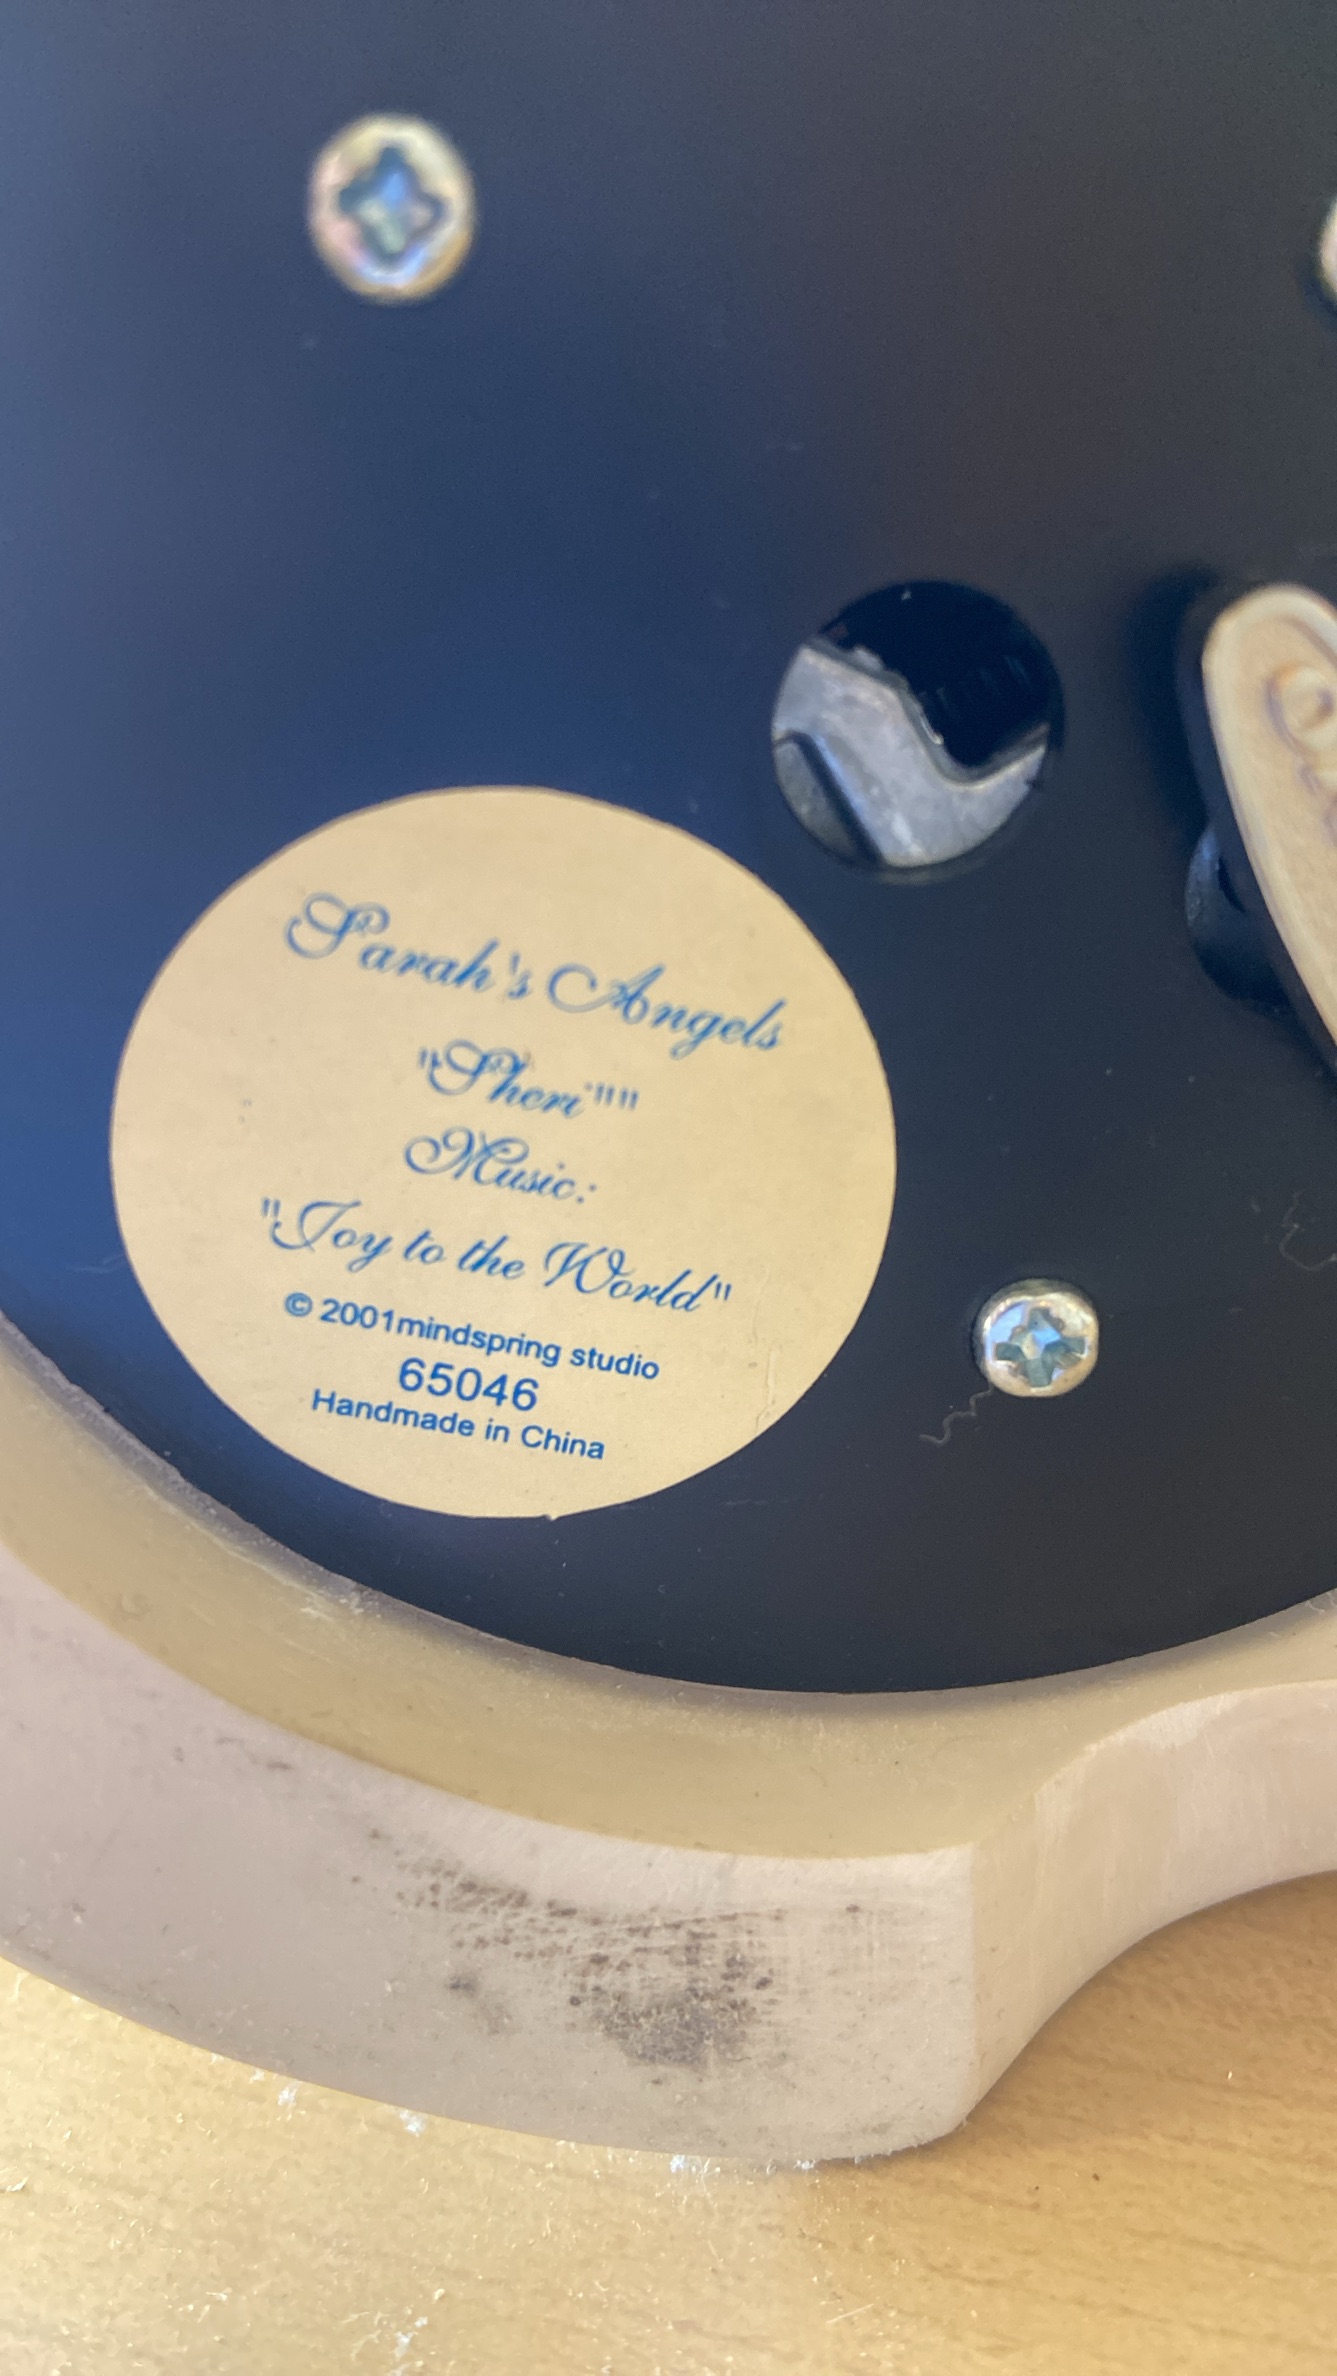 Sarah's Angels
"Sheri""
Music:
"Joy to the World"
© 2001mindspring studio
65046
Handmade in China